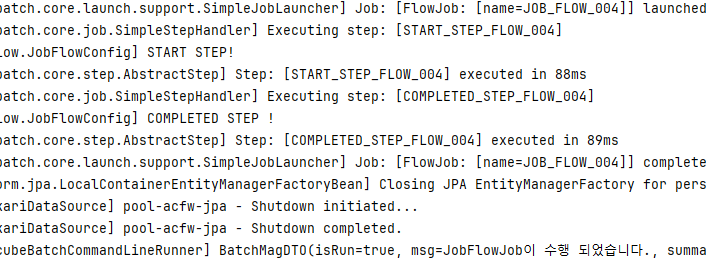 batch.core.launch.support.SimpleJobLauncher] Job: [FlowJob: [name=JOB_FLOW_004]] launched
batch.core.job.SimpleStepHandler] Executing step: [START_STEP_FLOW_004]
low.JobFlowConfig] START STEP!
batch.core.step.AbstractStep] Step: [START_STEP_FLOW_004] executed in 88ms
batch.core.job.SimpleStepHandler] Executing step: [COMPLETED_STEP_FLOW_004]
low.JobFlowConfig] COMPLETED STEP !
batch.core.step.AbstractStep] Step: [COMPLETED_STEP_FLOW_004] executed in 89ms
batch.core.launch.support.SimpleJobLauncher] Job: [FlowJob: [name=JOB_FLOW_004]] complete
orm.jpa.LocalContainerEntityManagerFactoryBean] Closing JPA EntityManagerFactory for pers
kariDataSource] pool-acfw-jpa - Shutdown initiated...
kariDataSource] pool-acfw-jpa - Shutdown completed.
cubeBatchCommandLineRunner] BatchMagDTO(isRun=true, msg=JobFlowJob이 수행 되었습니다., summa